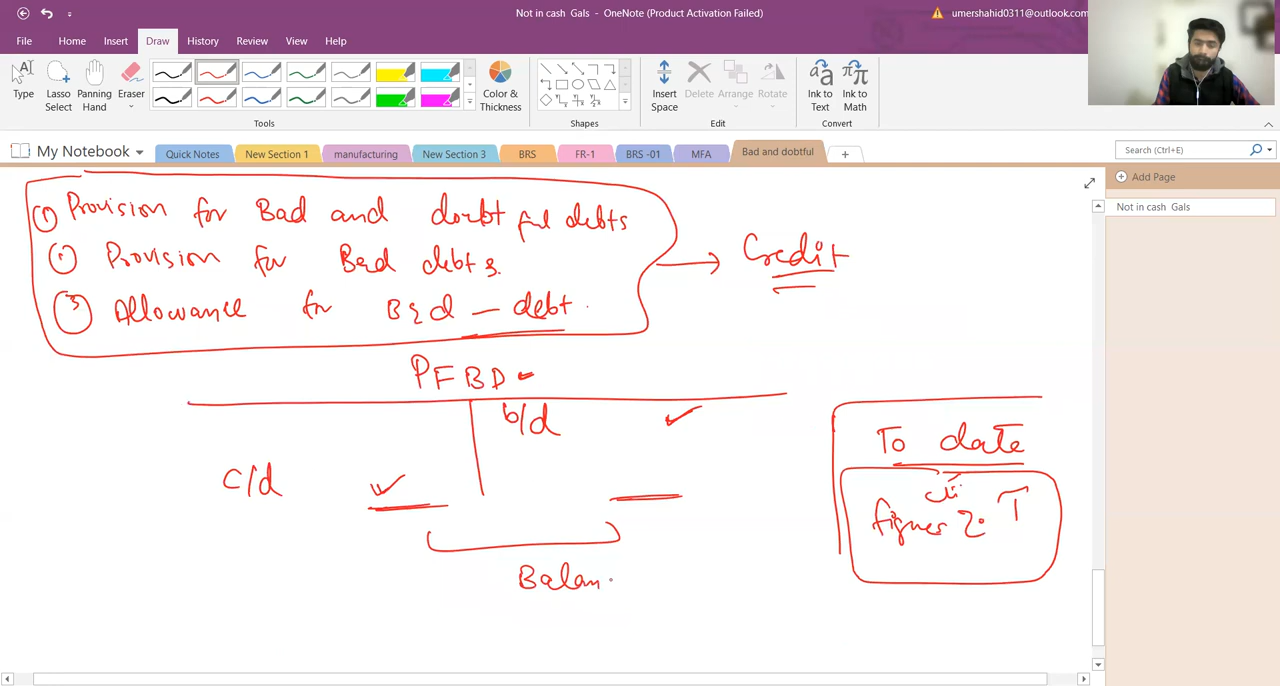 Not in cash Gals - OneNote (Product Activation Failed)
umershahid0311@outlook.com
File Home Insert Draw History Review View Help
Type
Lasso Select
Panning Hand
Eraser
Color & Thickness
Insert Space
Delete
Arrange
Rotate
Ink to Text
Ink to Math
Tools
Shapes
Edit
Convert
My Notebook
Quick Notes
New Section 1
manufacturing
New Section 3
BRS
FR-1
BRS -01
MFA
Bad and doubtful
Search (Ctrl+E)
Add Page
Not in cash Gals
① Provision for Bad and doubt ful debts
Provision for Bad debts.
③ Allowance for Bad - debt.
Credit
PFBD
b/d
c/d
To date
figures
Balan